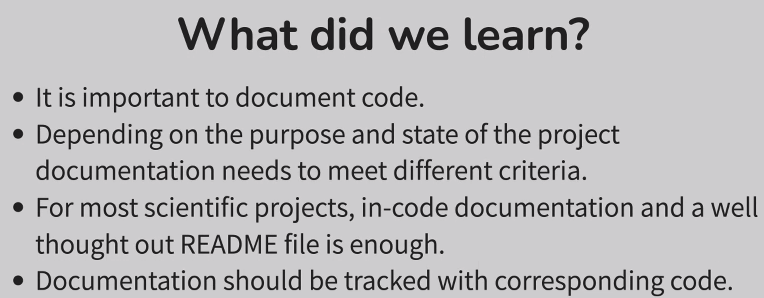 What did we learn?
• It is important to document code.
• Depending on the purpose and state of the project
documentation needs to meet different criteria.
• For most scientific projects, in-code documentation and a well
thought out README file is enough.
• Documentation should be tracked with corresponding code.